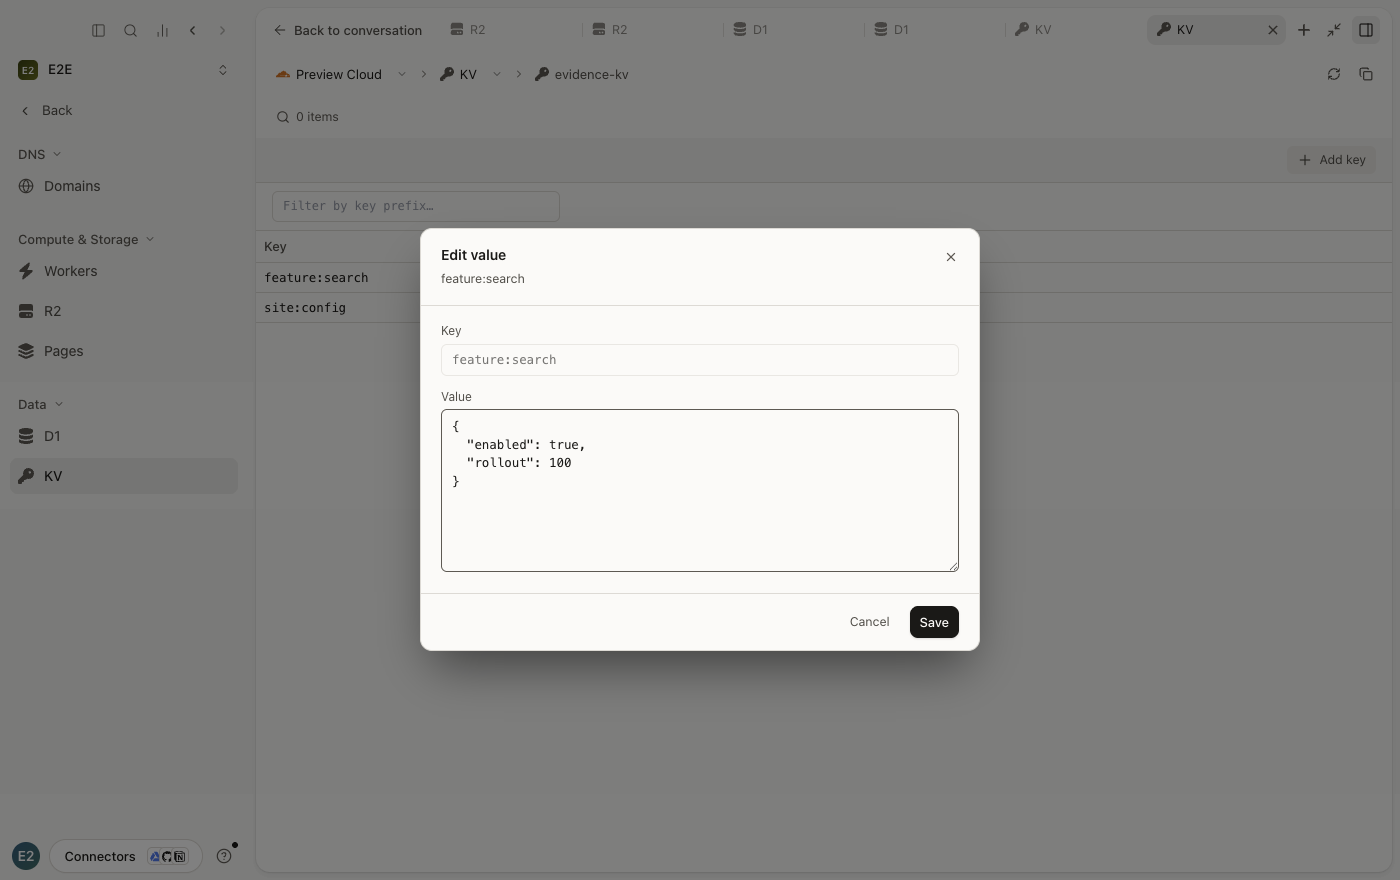 Back to conversation
R2
R2
D1
D1
KV
KV
E2
E2E
Preview Cloud
KV
evidence-kv
Back
0 items
DNS
Add key
Domains
Filter by key prefix…
Compute & Storage
Key
Workers
feature:search
R2
site:config
Pages
Data
D1
KV
Edit value
feature:search
Key
feature:search
Value
{
"enabled": true,
"rollout": 100
}
Cancel
Save
E2
Connectors